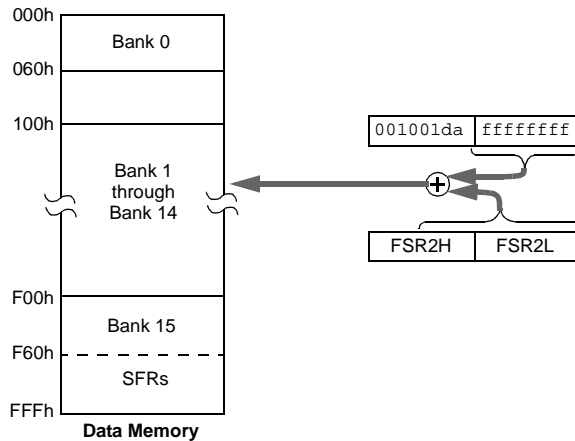 000h
Bank 0
060h
100h
001001da ffffffff
Bank 1
through
Bank 14
FSR2H FSR2L
F00h
Bank 15
F60h
SFRs
FFFh
Data Memory